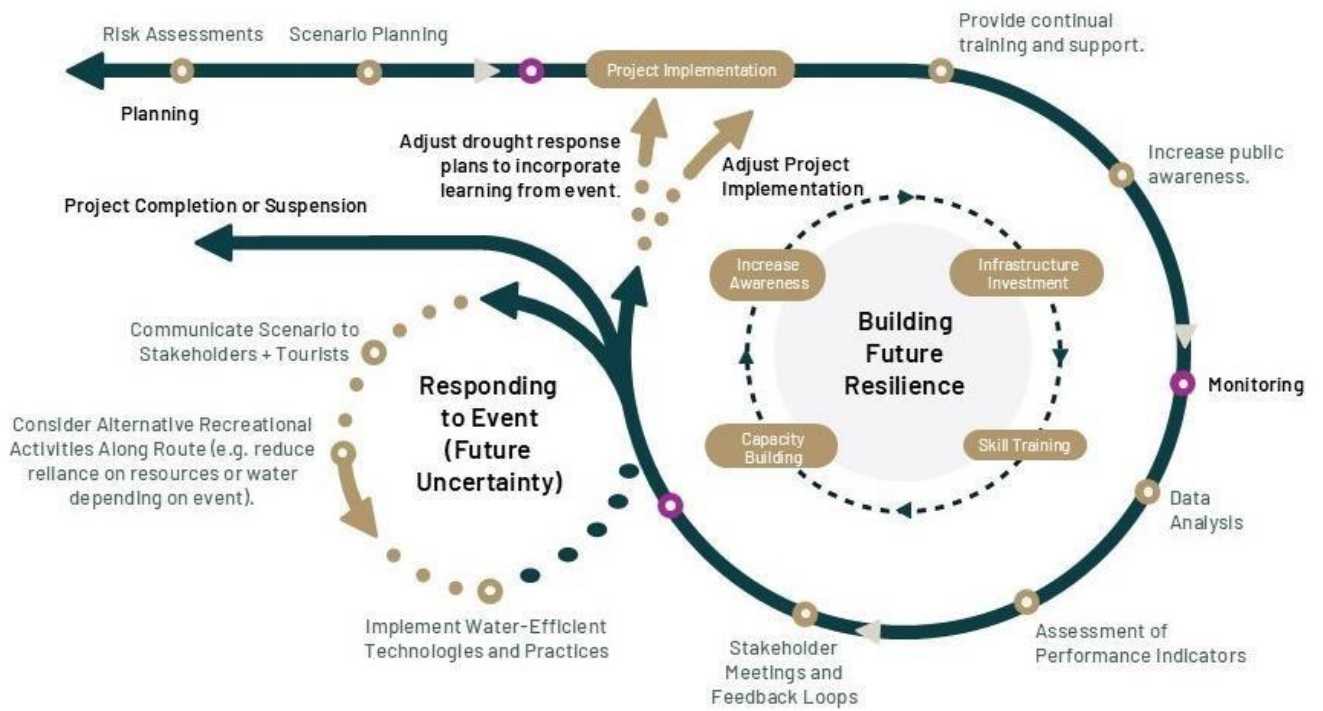 Risk Assessments
Scenario Planning
Planning
Project Implementation
Provide continual
training and support.
Increase public
awareness.
Adjust drought response
plans to incorporate
learning from event.
Adjust Project
Implementation
Project Completion or Suspension
Increase
Awareness
Infrastructure
Investment
Building
Future
Resilience
Capacity
Building
Skill Training
Monitoring
Communicate Scenario to
Stakeholders + Tourists
Responding
to Event
(Future
Uncertainty)
Consider Alternative Recreational
Activities Along Route (e.g. reduce
reliance on resources or water
depending on event).
Data
Analysis
Implement Water-Efficient
Technologies and Practices
Stakeholder
Meetings and
Feedback Loops
Assessment of
Performance Indicators